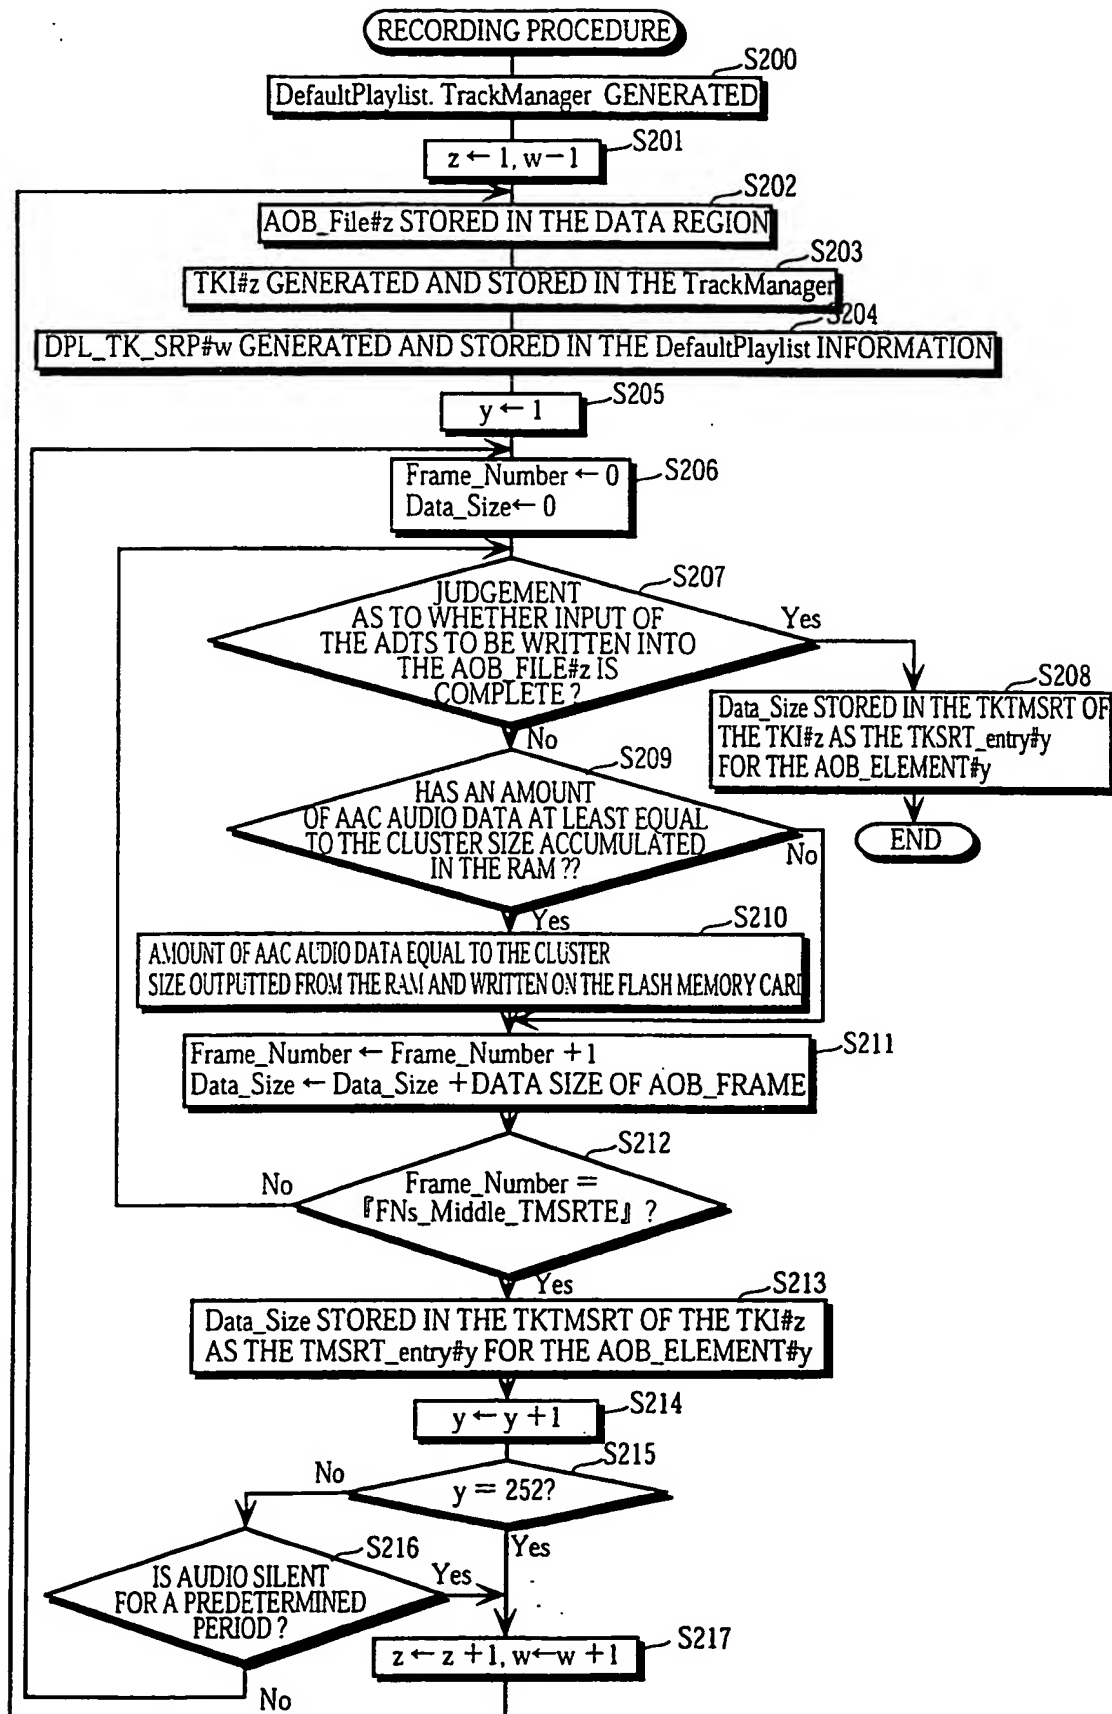 RECORDING PROCEDURE
S200
DefaultPlaylist. TrackManager GENERATED
S201
z ← 1, w─1
S202
AOB_File#z STORED IN THE DATA REGION
S203
TKI#z GENERATED AND STORED IN THE TrackManager
S204
DPL_TK_SRP#w GENERATED AND STORED IN THE DefaultPlaylist INFORMATION
S205
y ← 1
S206
Frame_Number ← 0
Data_Size← 0
S207
JUDGEMENT
AS TO WHETHER INPUT OF
THE ADTS TO BE WRITTEN INTO
THE AOB_FILE#z IS
COMPLETE ?
Yes
No
S208
Data_Size STORED IN THE TKTMSRT OF
THE TKI#z AS THE TKSRT_entry#y
FOR THE AOB_ELEMENT#y
END
S209
HAS AN AMOUNT
OF AAC AUDIO DATA AT LEAST EQUAL
TO THE CLUSTER SIZE ACCUMULATED
IN THE RAM ??
No
Yes
S210
AMOUNT OF AAC AUDIO DATA EQUAL TO THE CLUSTER
SIZE OUTPUTTED FROM THE RAM AND WRITTEN ON THE FLASH MEMORY CARD
S211
Frame_Number ← Frame_Number +1
Data_Size ← Data_Size +DATA SIZE OF AOB_FRAME
S212
Frame_Number =
『FNs_Middle_TMSRTE』 ?
No
Yes
S213
Data_Size STORED IN THE TKTMSRT OF THE TKI#z
AS THE TMSRT_entry#y FOR THE AOB_ELEMENT#y
S214
y ← y +1
S215
y = 252?
No
Yes
S216
IS AUDIO SILENT
FOR A PREDETERMINED
PERIOD ?
Yes
No
S217
z ← z +1, w←w +1